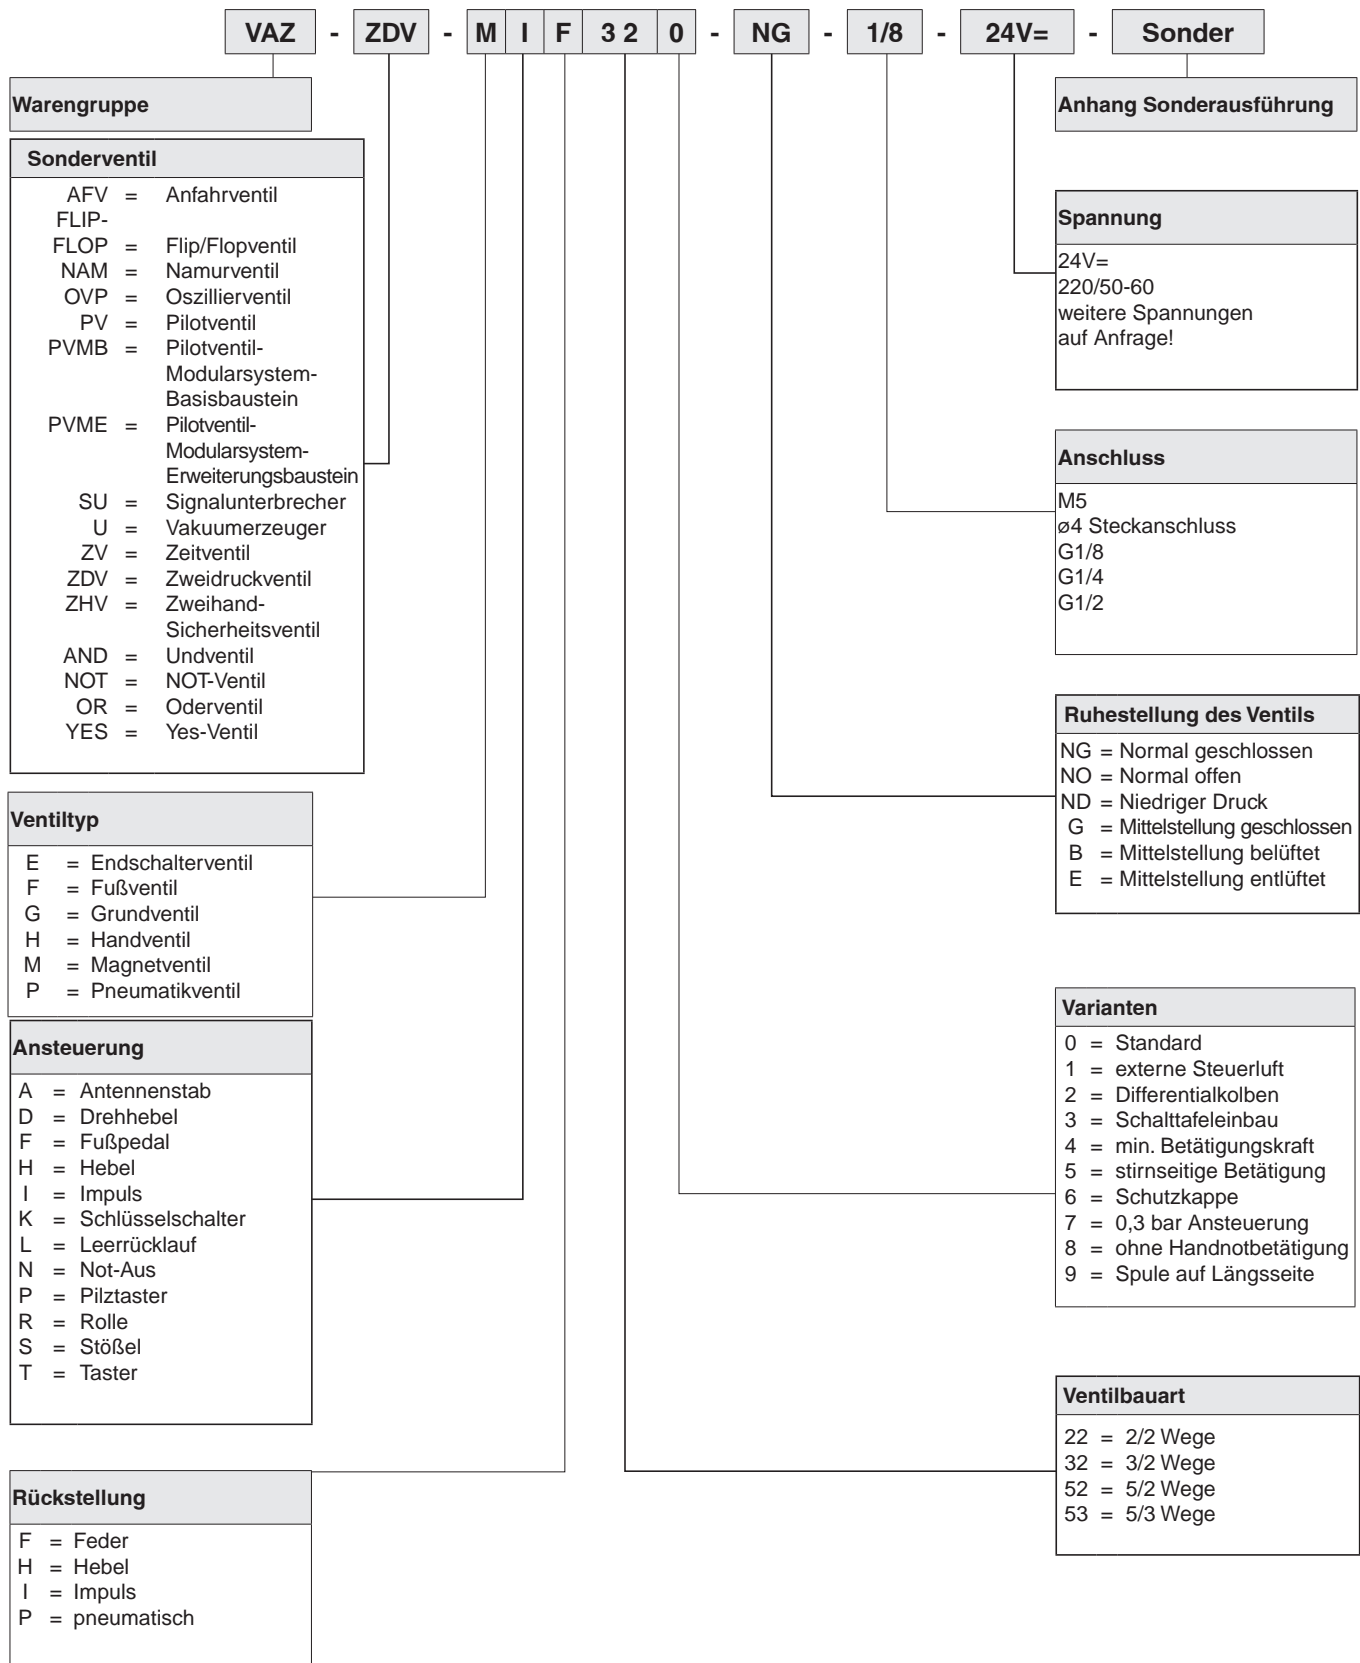 VAZ - ZDV - M I F 3 2 0 - NG - 1/8 - 24V= - Sonder
Warengruppe
Sonderventil
AFV = Anfahrventil
FLIP-
FLOP = Flip/Flopventil
NAM = Namurventil
OVP = Oszillierventil
PV = Pilotventil
PVMB = Pilotventil-
Modularsystem-
Basisbaustein
PVME = Pilotventil-
Modularsystem-
Erweiterungsbaustein
SU = Signalunterbrecher
U = Vakuumerzeuger
ZV = Zeitventil
ZDV = Zweidruckventil
ZHV = Zweihand-
Sicherheitsventil
AND = Undventil
NOT = NOT-Ventil
OR = Oderventil
YES = Yes-Ventil
Ventiltyp
E = Endschalterventil
F = Fußventil
G = Grundventil
H = Handventil
M = Magnetventil
P = Pneumatikventil
Ansteuerung
A = Antennenstab
D = Drehhebel
F = Fußpedal
H = Hebel
I = Impuls
K = Schlüsselschalter
L = Leerrücklauf
N = Not-Aus
P = Pilztaster
R = Rolle
S = Stößel
T = Taster
Rückstellung
F = Feder
H = Hebel
I = Impuls
P = pneumatisch
Anhang Sonderausführung
Spannung
24V=
220/50-60
weitere Spannungen
auf Anfrage!
Anschluss
M5
ø4 Steckanschluss
G1/8
G1/4
G1/2
Ruhestellung des Ventils
NG = Normal geschlossen
NO = Normal offen
ND = Niedriger Druck
G = Mittelstellung geschlossen
B = Mittelstellung belüftet
E = Mittelstellung entlüftet
Varianten
0 = Standard
1 = externe Steuerluft
2 = Differentialkolben
3 = Schalttafeleinbau
4 = min. Betätigungskraft
5 = stirnseitige Betätigung
6 = Schutzkappe
7 = 0,3 bar Ansteuerung
8 = ohne Handnotbetätigung
9 = Spule auf Längsseite
Ventilbauart
22 = 2/2 Wege
32 = 3/2 Wege
52 = 5/2 Wege
53 = 5/3 Wege